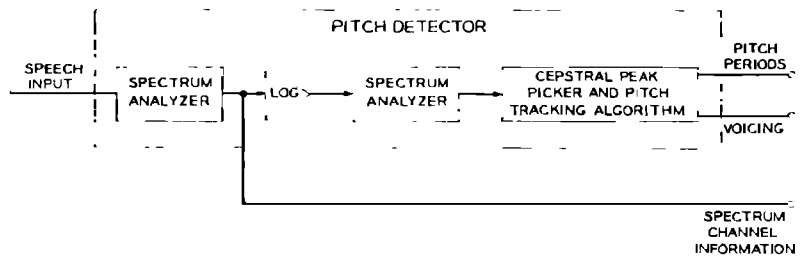 PITCH DETECTOR
SPEECH
INPUT
SPECTRUM
ANALYZER
LOG
SPECTRUM
ANALYZER
CEPSTRAL PEAK
PICKER AND PITCH
TRACKING ALGORITHM
PITCH
PERIODS
VOICING
SPECTRUM
CHANNEL
INFORMATION